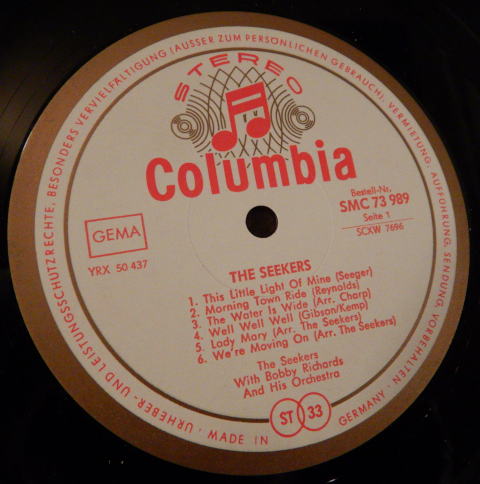 URHEBER- UND LEISTUNGSSCHUTZRECHTE, BESONDERS VERVIELFÄLTIGUNG (AUSSER ZUM PERSÖNLICHEN GEBRAUCH), VERMIETUNG, AUFFÜHRUNG, SENDUNG, VORBEHALTEN
STEREO
Columbia
GEMA
YRX 50 437
Bestell-Nr.
SMC 73 989
Seite 1
SCXW 7696
THE SEEKERS
1. This Little Light Of Mine (Seeger)
2. Morning Town Ride (Reynolds)
3. The Water Is Wide (Arr. Charp)
4. Well Well Well (Gibson/Kemp)
5. Lady Mary (Arr. The Seekers)
6. We're Moving On (Arr. The Seekers)
The Seekers
With Bobby Richards
And His Orchestra
ST 33
MADE IN GERMANY